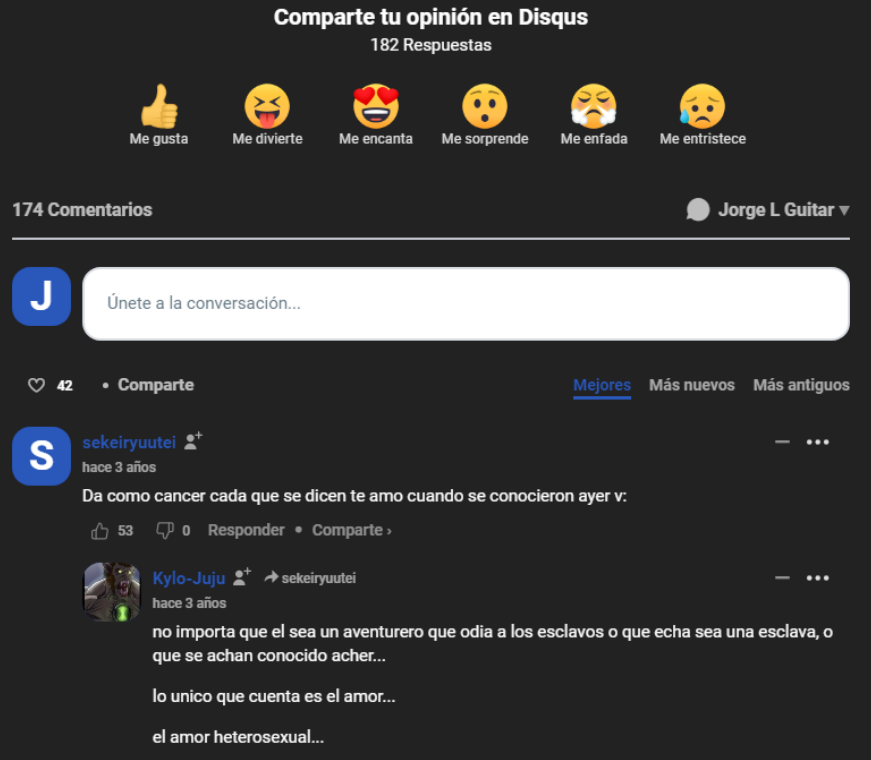 Comparte tu opinión en Disqus
182 Respuestas
Me gusta
Me divierte
Me encanta
Me sorprende
Me enfada
Me entristece
174 Comentarios
Jorge L Guitar
J
Únete a la conversación...
42 • Comparte
Mejores Más nuevos Más antiguos
S
sekeiryuutei
hace 3 años
Da como cancer cada que se dicen te amo cuando se conocieron ayer v:
53 0 Responder • Comparte ›
Kylo-Juju sekeiryuutei
hace 3 años
no importa que el sea un aventurero que odia a los esclavos o que echa sea una esclava, o
que se achan conocido acher...
lo unico que cuenta es el amor...
el amor heterosexual...